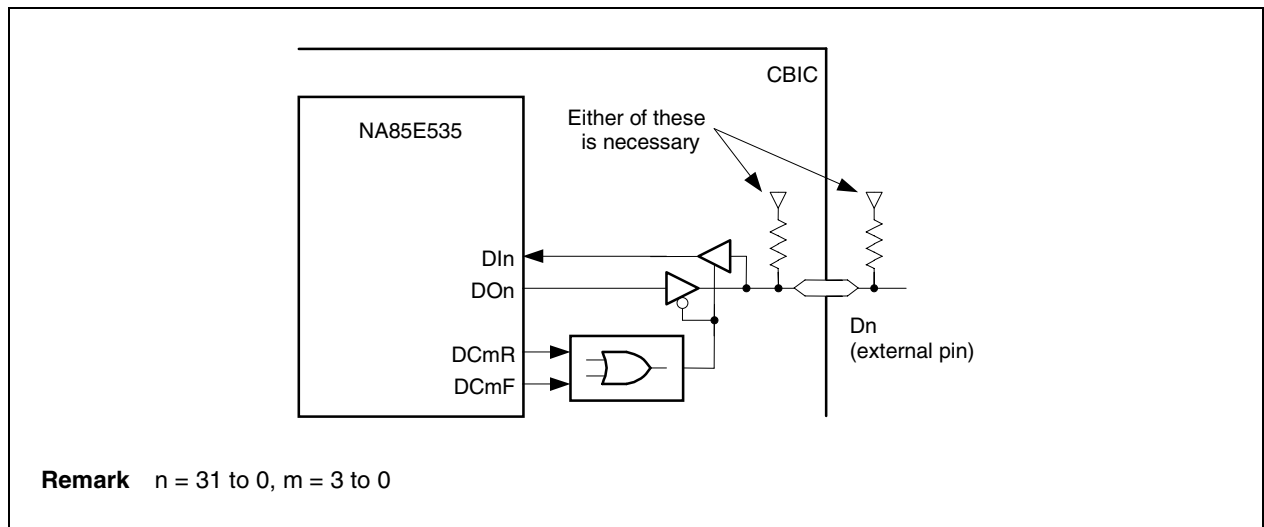 CBIC
NA85E535
Either of these
is necessary
DIn
DOn
DCmR
DCmF
Dn
(external pin)
Remark n = 31 to 0, m = 3 to 0